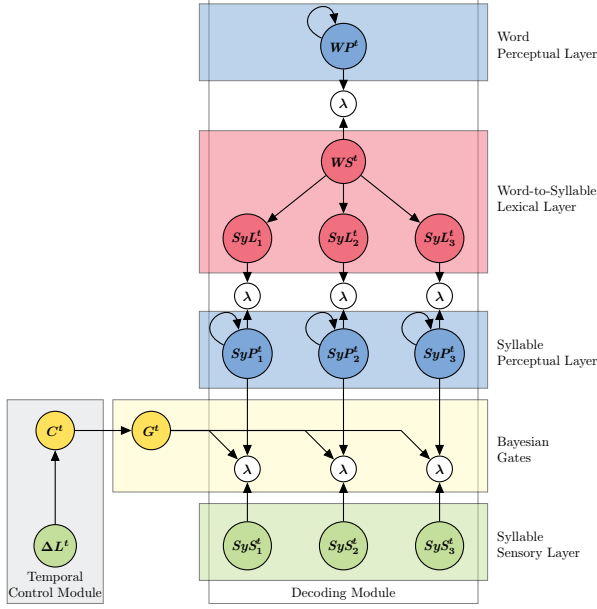 WP^t
Word
Perceptual Layer
λ
WS^t
Word-to-Syllable
Lexical Layer
SyL_1^t SyL_2^t SyL_3^t
λ λ λ
SyP_1^t SyP_2^t SyP_3^t
Syllable
Perceptual Layer
C^t G^t
Bayesian
Gates
λ λ λ
ΔL^t SyS_1^t SyS_2^t SyS_3^t
Syllable
Sensory Layer
Temporal
Control Module
Decoding Module